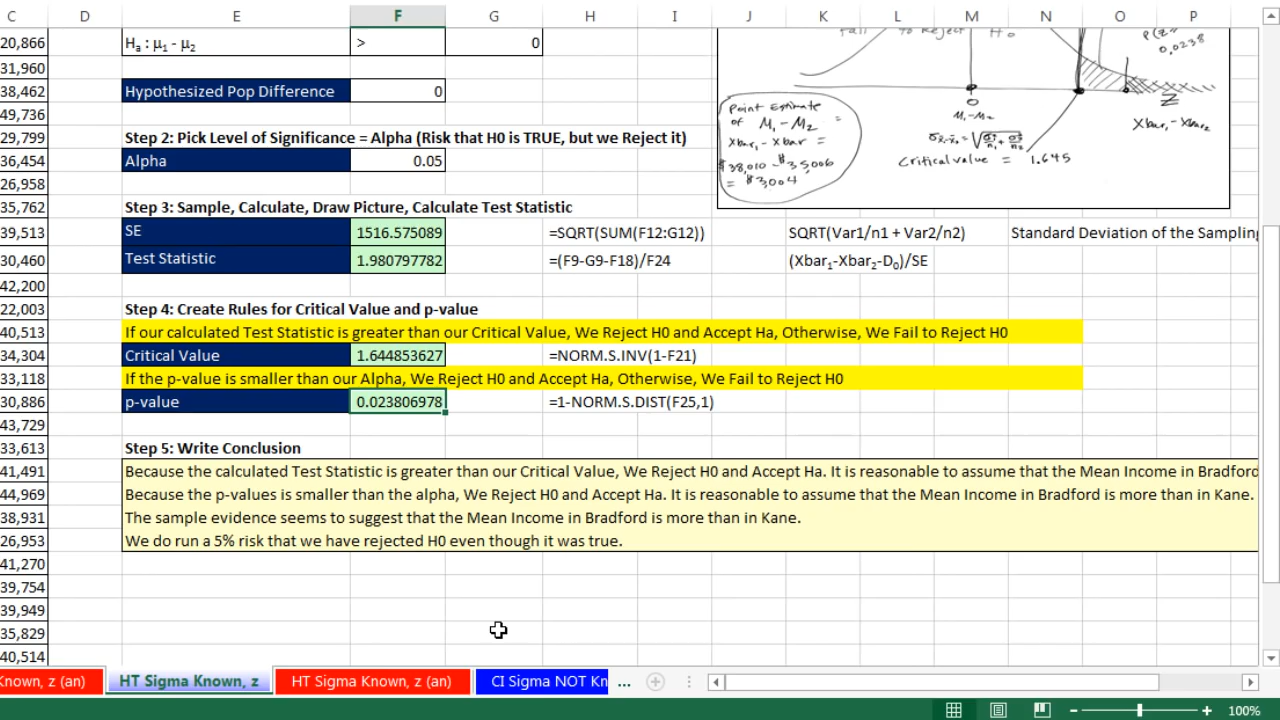 C D E F G H I J K L M N O P
20,866 Ha : µ1 - µ2 > 0
31,960
38,462 Hypothesized Pop Difference 0
49,736
29,799 Step 2: Pick Level of Significance = Alpha (Risk that H0 is TRUE, but we Reject it)
36,454 Alpha 0.05
26,958
35,762 Step 3: Sample, Calculate, Draw Picture, Calculate Test Statistic
39,513 SE 1516.575089 =SQRT(SUM(F12:G12)) SQRT(Var1/n1 + Var2/n2) Standard Deviation of the Sampling
30,460 Test Statistic 1.980797782 =(F9-G9-F18)/F24 (Xbar1-Xbar2-D0)/SE
42,200
22,003 Step 4: Create Rules for Critical Value and p-value
40,513 If our calculated Test Statistic is greater than our Critical Value, We Reject H0 and Accept Ha, Otherwise, We Fail to Reject H0
34,304 Critical Value 1.644853627 =NORM.S.INV(1-F21)
33,118 If the p-value is smaller than our Alpha, We Reject H0 and Accept Ha, Otherwise, We Fail to Reject H0
30,886 p-value 0.023806978 =1-NORM.S.DIST(F25,1)
43,729
33,613 Step 5: Write Conclusion
41,491 Because the calculated Test Statistic is greater than our Critical Value, We Reject H0 and Accept Ha. It is reasonable to assume that the Mean Income in Bradford
44,969 Because the p-values is smaller than the alpha, We Reject H0 and Accept Ha. It is reasonable to assume that the Mean Income in Bradford is more than in Kane.
38,931 The sample evidence seems to suggest that the Mean Income in Bradford is more than in Kane.
26,953 We do run a 5% risk that we have rejected H0 even though it was true.
41,270
39,754
39,949
35,829
40,514
Fail to Reject H0
0,0238
Point Estimate
of M1-M2 =
Xbar1-Xbar =
$38,010-$35,006
= $3,004
0
M1-M2
Critical value = 1.645
Z
Xbar1-Xbar2
Known, z (an) HT Sigma Known, z HT Sigma Known, z (an) CI Sigma NOT Kn ...
100%